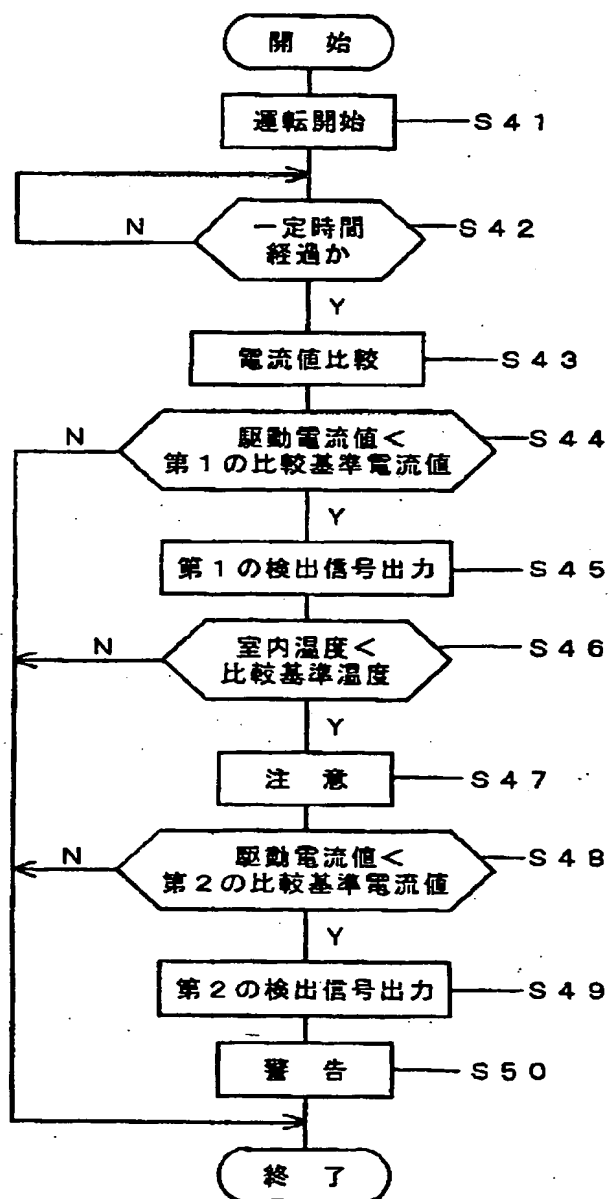 開 始
運転開始 S41
一定時間 S42
N
経過か
Y
電流値比較 S43
N
駆動電流値< S44
第1の比較基準電流値
Y
第1の検出信号出力 S45
N
室内温度< S46
比較基準温度
Y
注 意 S47
N
駆動電流値< S48
第2の比較基準電流値
Y
第2の検出信号出力 S49
警 告 S50
終 了